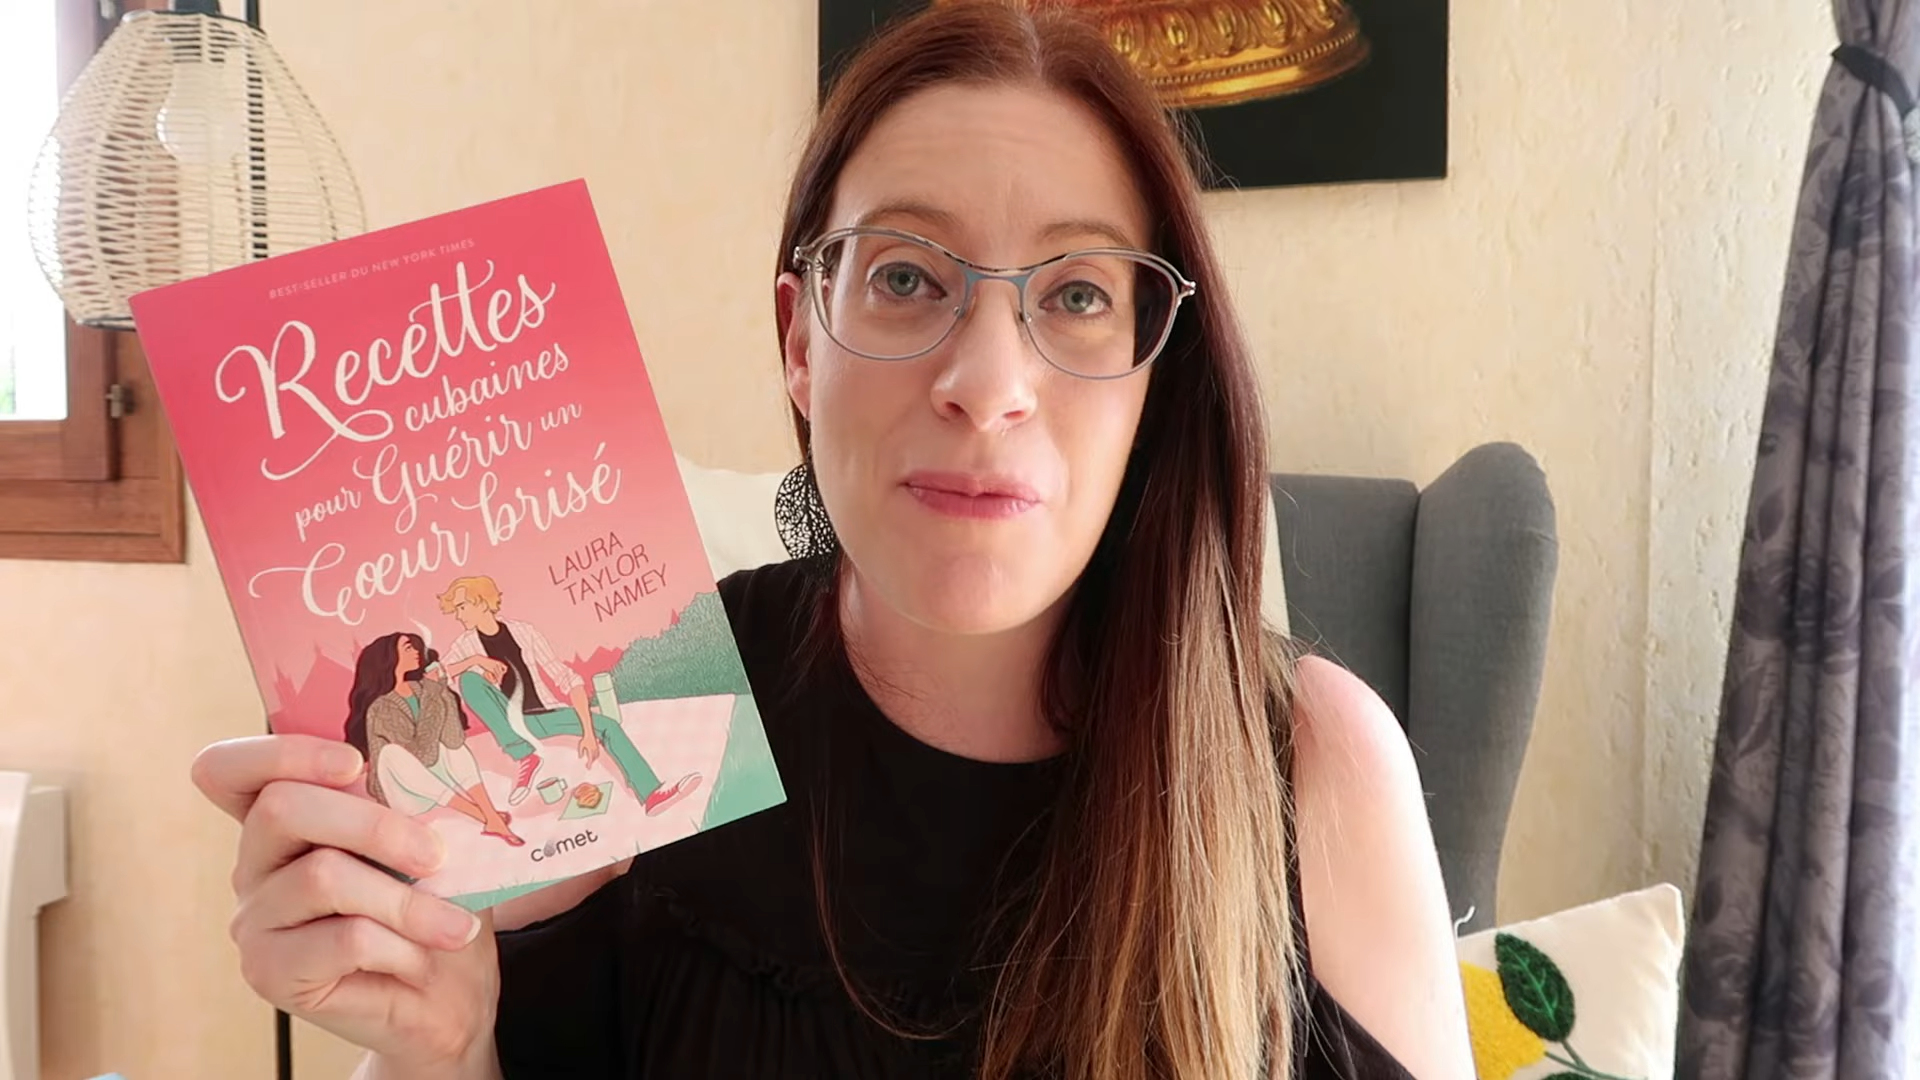 BEST-SELLER DU NEW YORK TIMES
Recettes
cubaines
pour Guérir un
Cœur brisé
LAURA
TAYLOR
NAMEY
comet